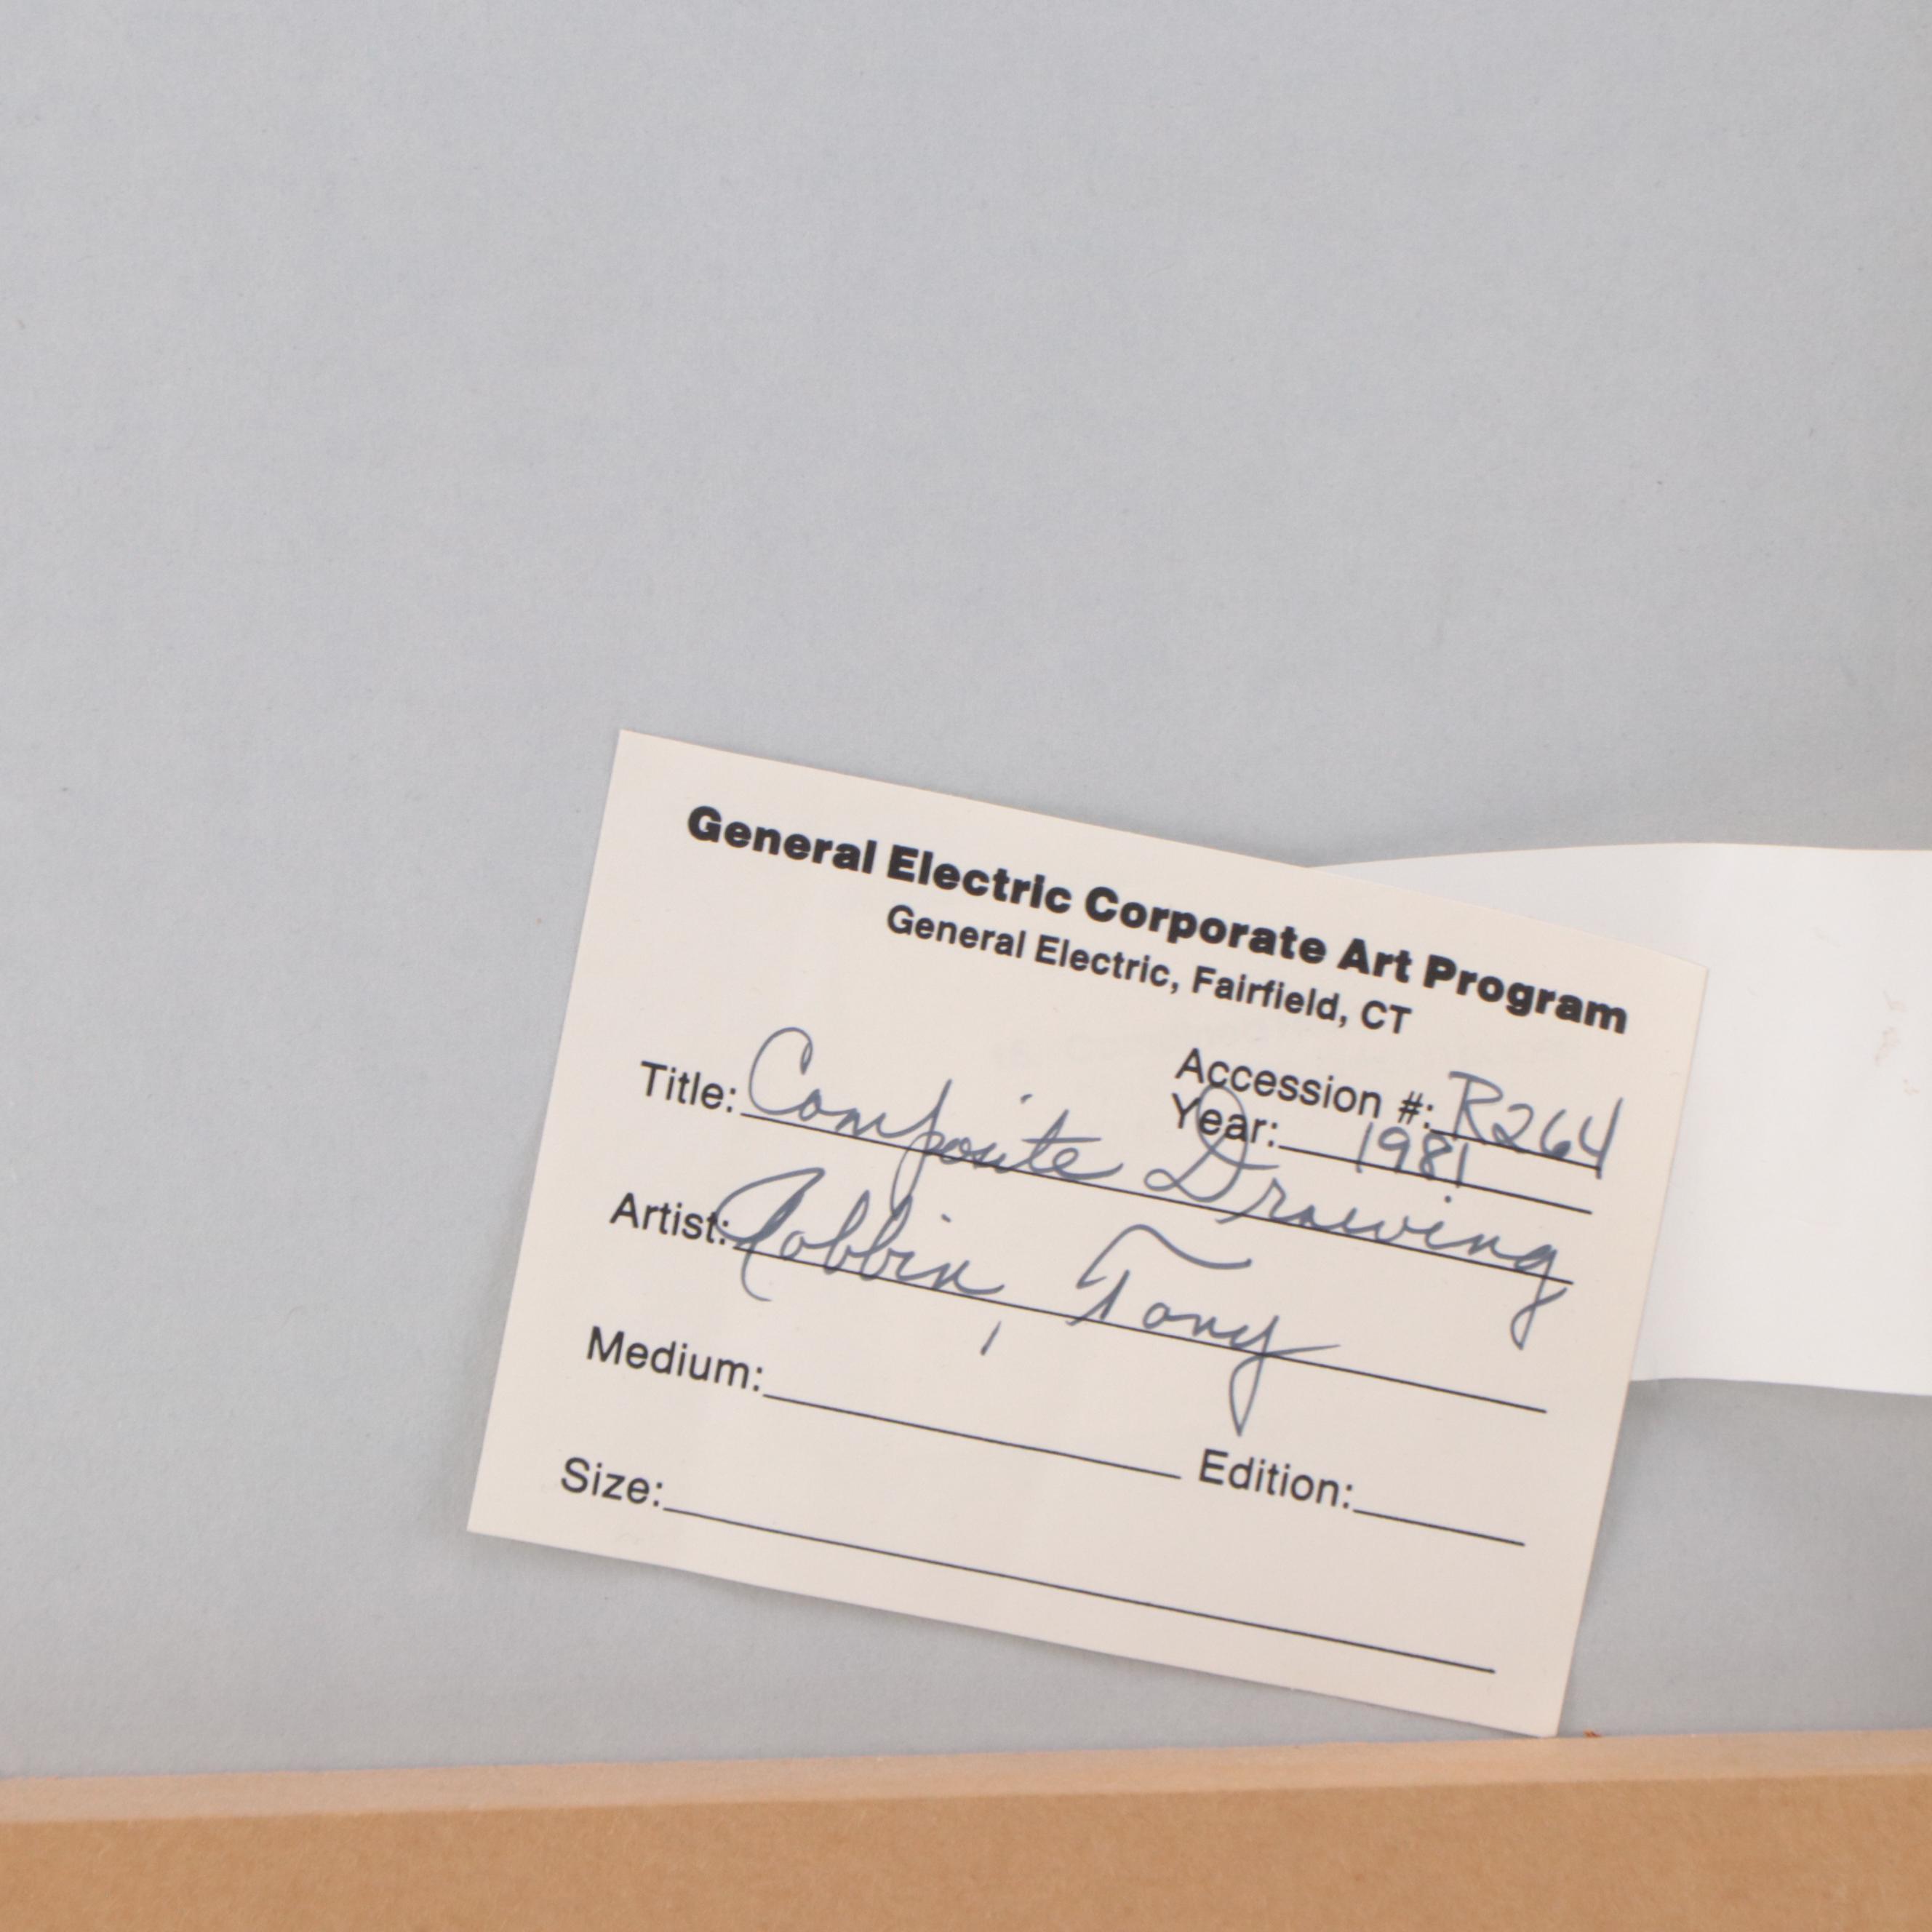 General Electric Corporate Art Program
General Electric, Fairfield, CT
Accession #: R264
Year: 1981
Title: Composite Drawing
Artist: Robbin, Tony
Medium:
Edition:
Size: